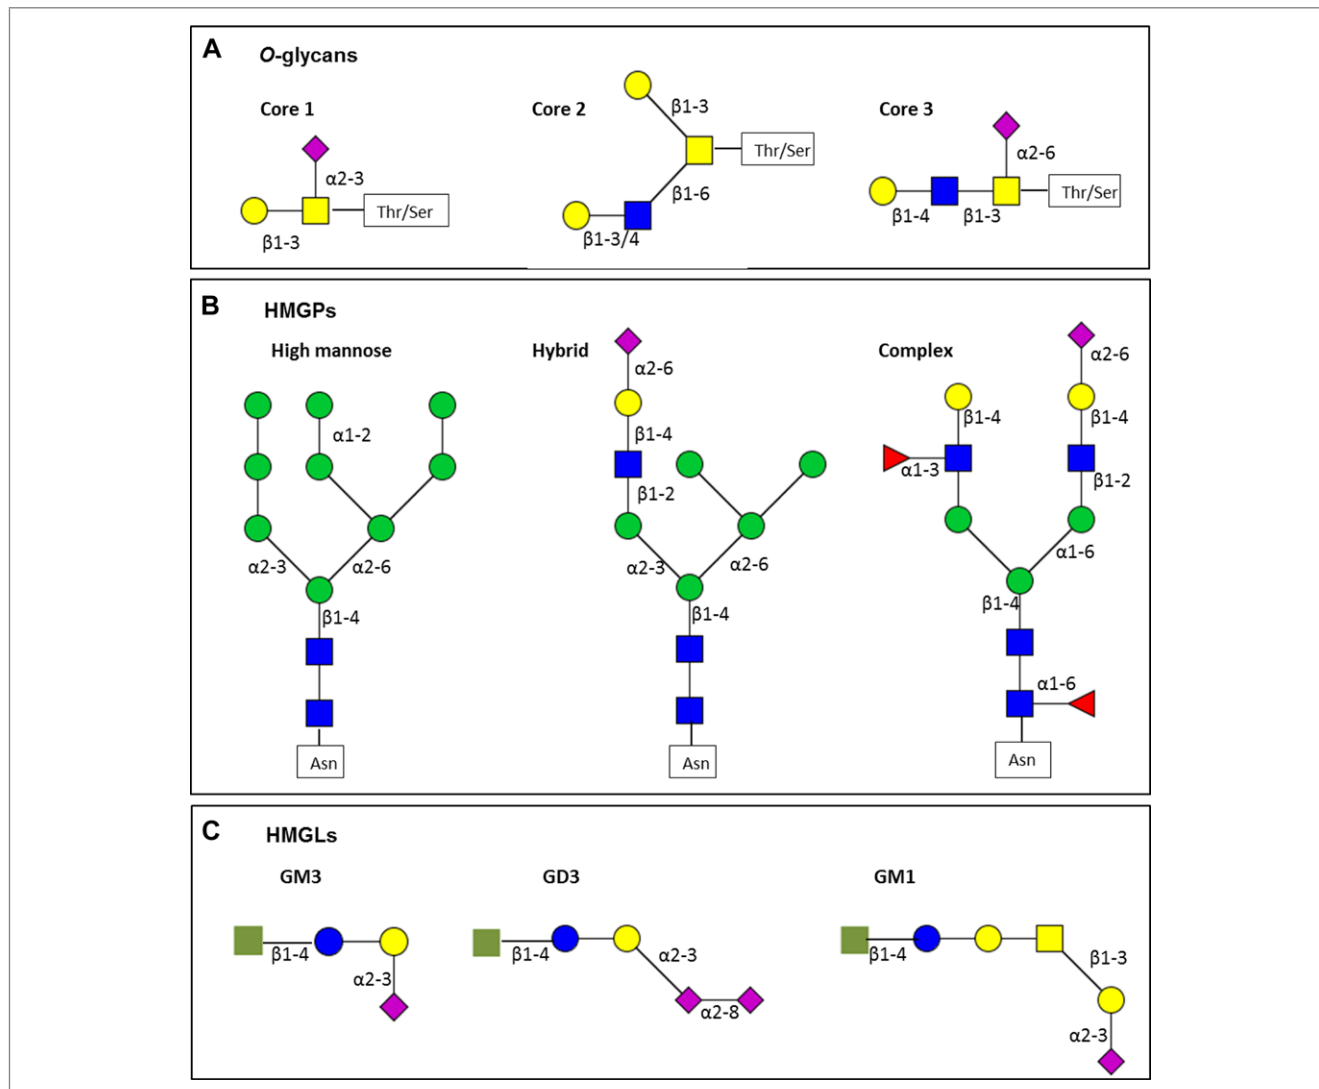 A
O-glycans
Core 1
α2-3
Thr/Ser
β1-3
Core 2
β1-3
Thr/Ser
β1-6
β1-3/4
Core 3
α2-6
Thr/Ser
β1-4
β1-3
B
HMGPs
High mannose
α1-2
α2-3
α2-6
β1-4
Asn
Hybrid
α2-6
β1-4
β1-2
α2-3
α2-6
β1-4
Asn
Complex
α2-6
β1-4
β1-4
α1-3
β1-2
α1-6
β1-4
α1-6
Asn
C
HMGLs
GM3
β1-4
α2-3
GD3
β1-4
α2-3
α2-8
GM1
β1-4
β1-3
α2-3